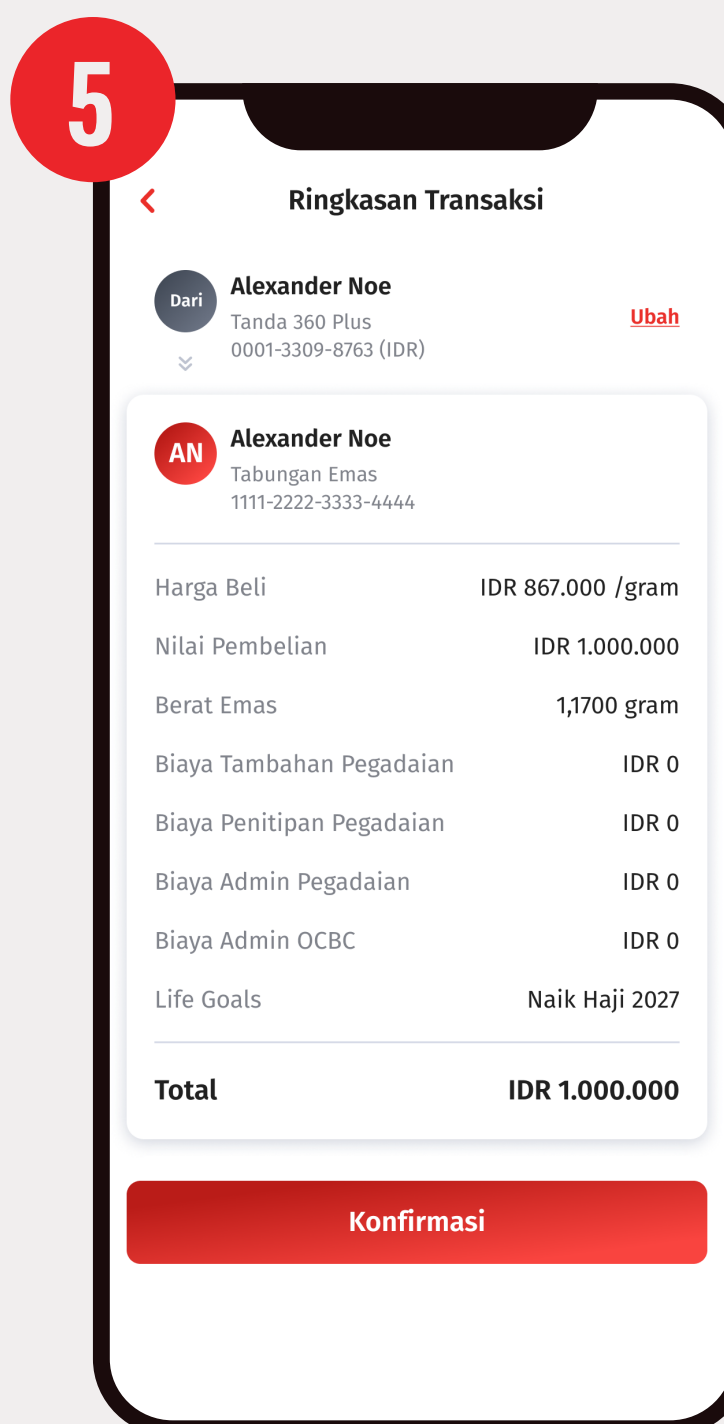 5
Ringkasan Transaksi
Dari
Alexander Noe
Tanda 360 Plus
0001-3309-8763 (IDR)
Ubah
AN
Alexander Noe
Tabungan Emas
1111-2222-3333-4444
Harga Beli IDR 867.000 /gram
Nilai Pembelian IDR 1.000.000
Berat Emas 1,1700 gram
Biaya Tambahan Pegadaian IDR 0
Biaya Penitipan Pegadaian IDR 0
Biaya Admin Pegadaian IDR 0
Biaya Admin OCBC IDR 0
Life Goals Naik Haji 2027
Total IDR 1.000.000
Konfirmasi